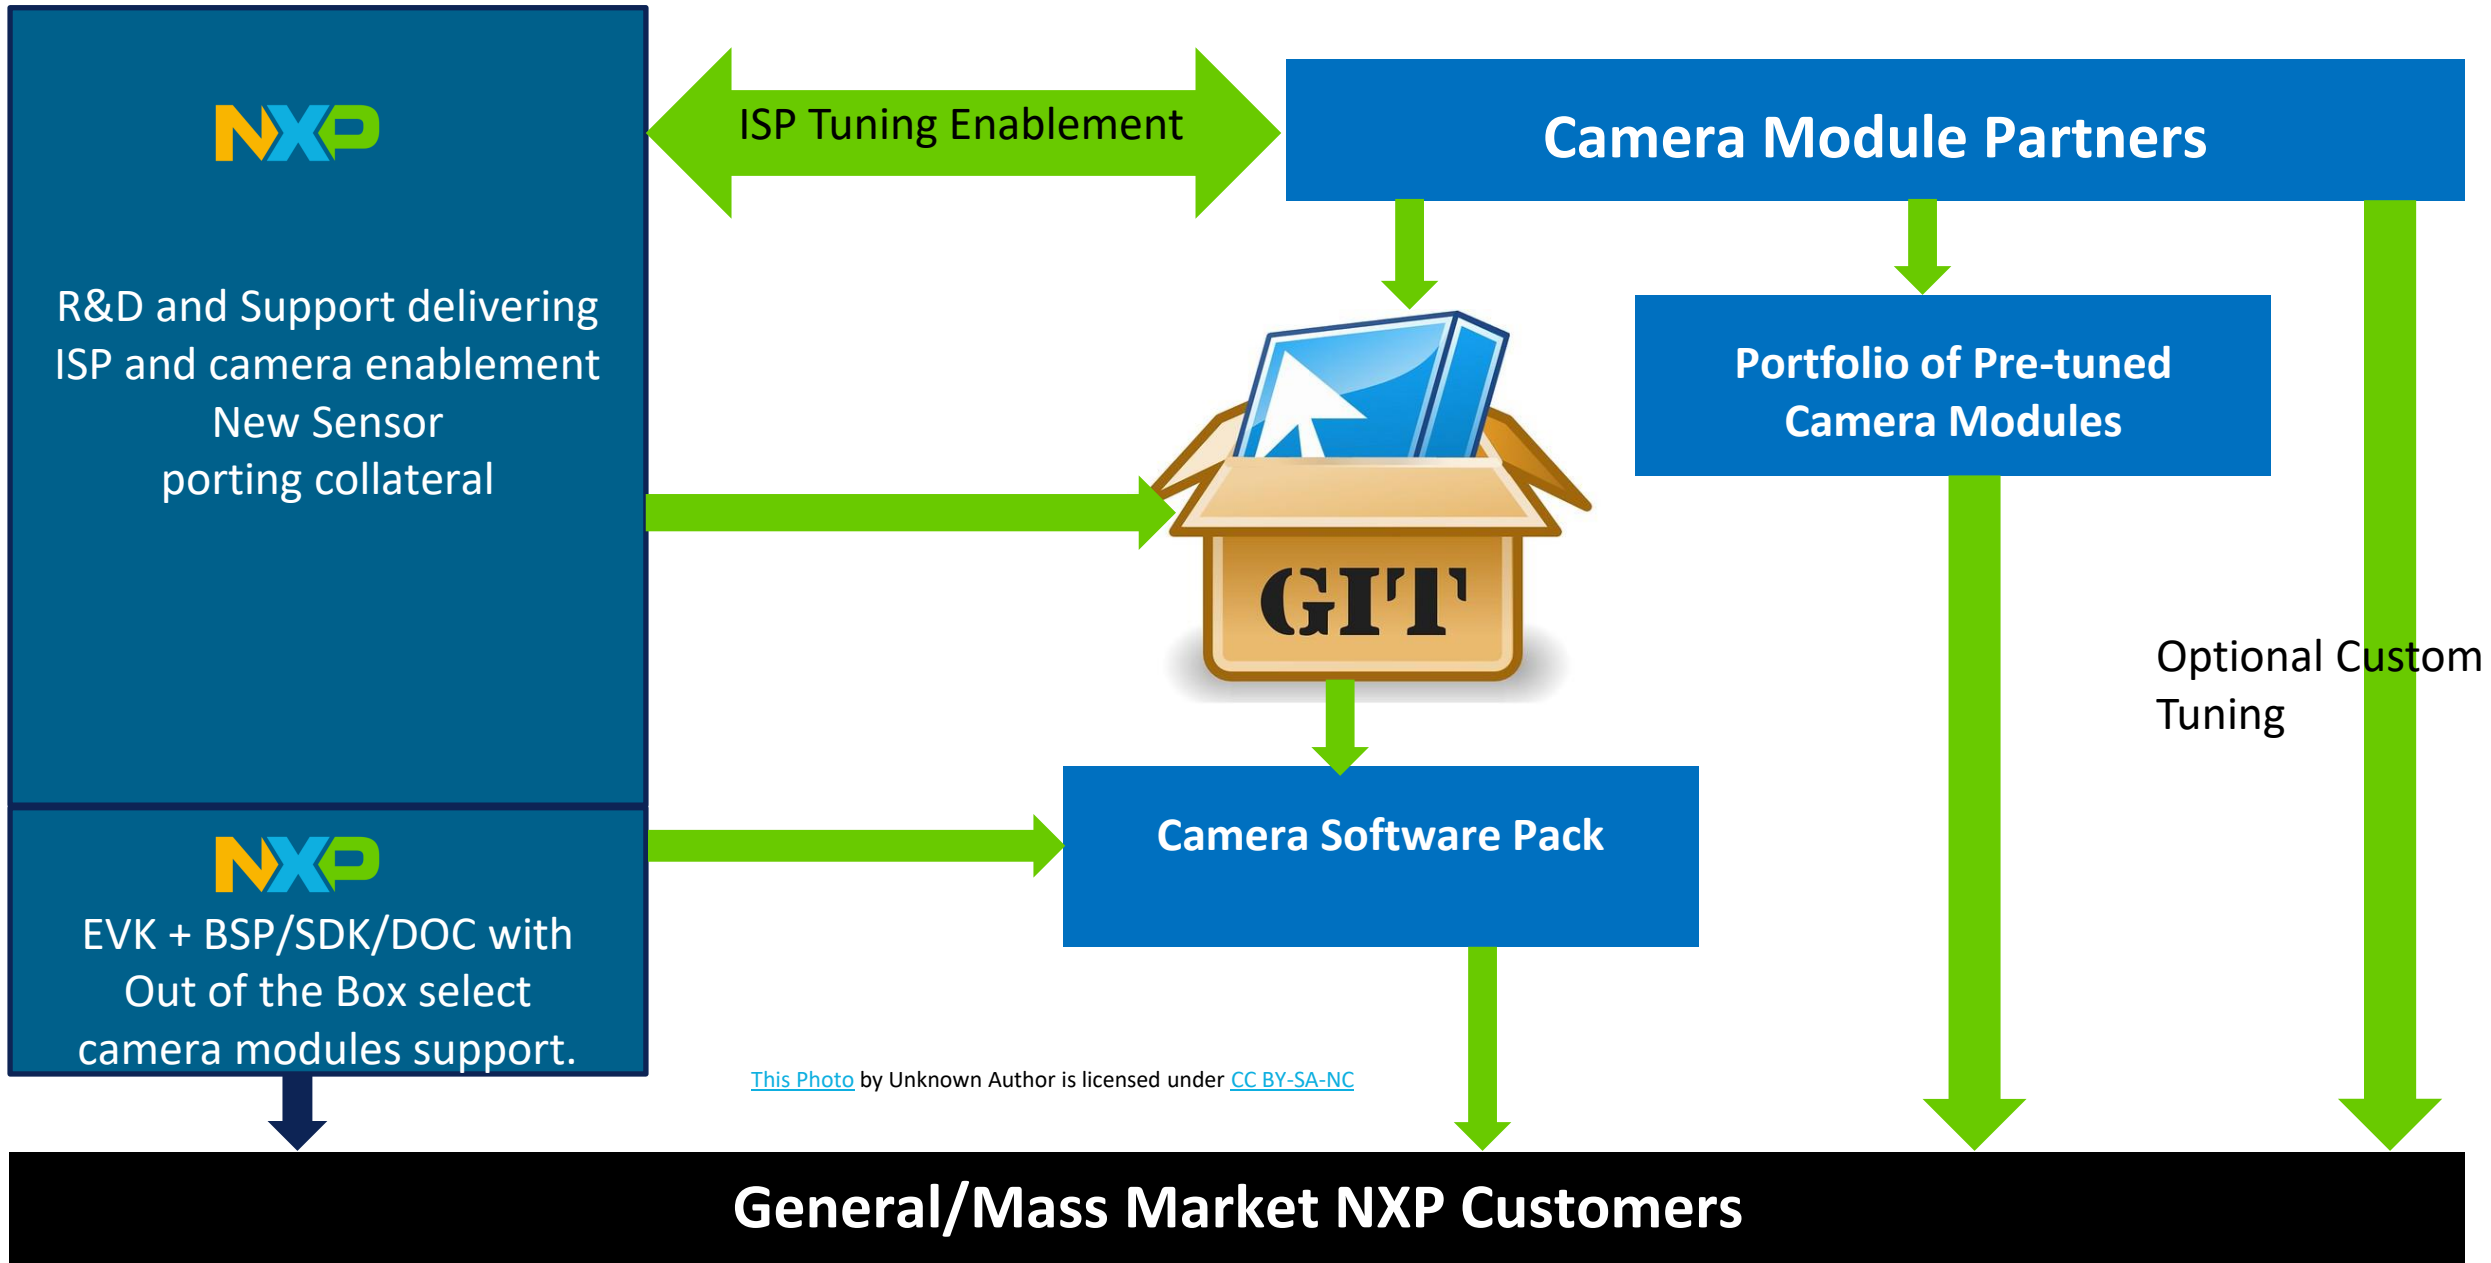 NXP
ISP Tuning Enablement
Camera Module Partners
R&D and Support delivering
ISP and camera enablement
New Sensor
porting collateral
Portfolio of Pre-tuned
Camera Modules
GIT
Optional Custom
Tuning
Camera Software Pack
NXP
EVK + BSP/SDK/DOC with
Out of the Box select
camera modules support.
This Photo by Unknown Author is licensed under CC BY-SA-NC
General/Mass Market NXP Customers